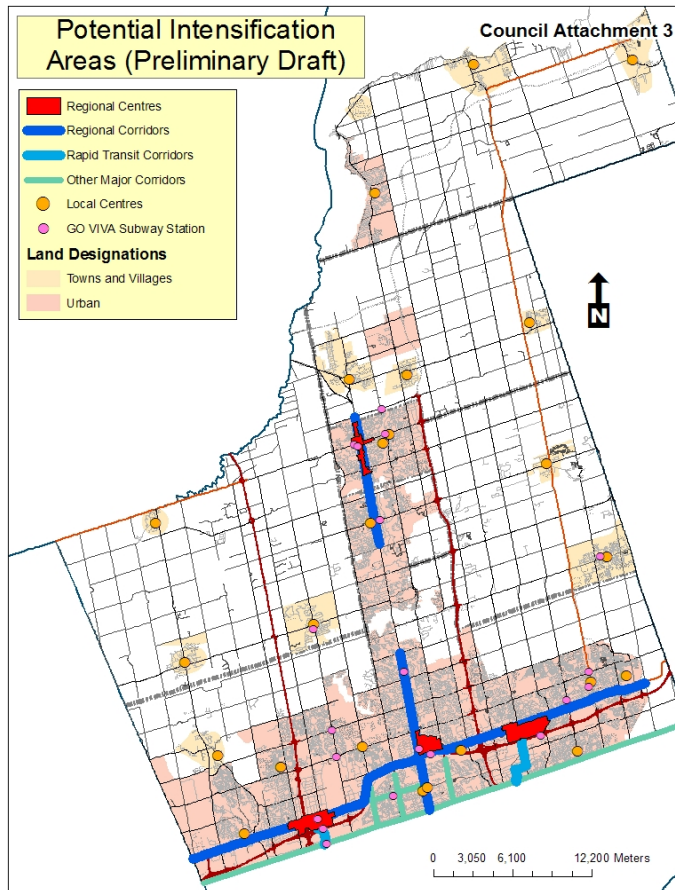 Potential Intensification
Areas (Preliminary Draft)
Council Attachment 3
Regional Centres
Regional Corridors
Rapid Transit Corridors
Other Major Corridors
Local Centres
GO VIVA Subway Station
Land Designations
Towns and Villages
Urban
N
0 3,050 6,100 12,200 Meters